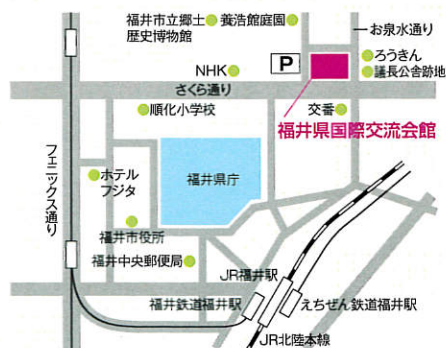 福井市立郷土
歴史博物館
養浩館庭園
お泉水通り
NHK
P
ろうきん
議長公舎跡地
さくら通り
順化小学校
交番
福井県国際交流会館
フェニックス通り
ホテル
フジタ
福井県庁
福井市役所
福井中央郵便局
JR福井駅
福井鉄道福井駅
えちぜん鉄道福井駅
JR北陸本線